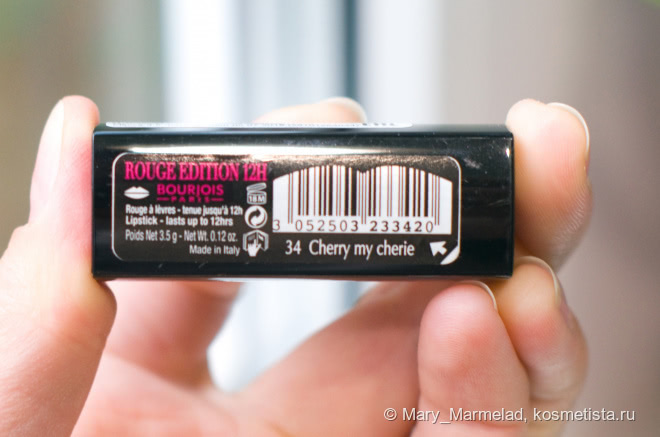 ROUGE EDITION 12H
BOURJOIS
PARIS
18M
Rouge à lèvres - tenue jusqu'à 12h
Lipstick - lasts up to 12hrs
Poids Net 3.5 g - Net Wt. 0.12 oz.
Made in Italy
3 052503 233420
34 Cherry my cherie
© Mary_Marmelad, kosmetista.ru